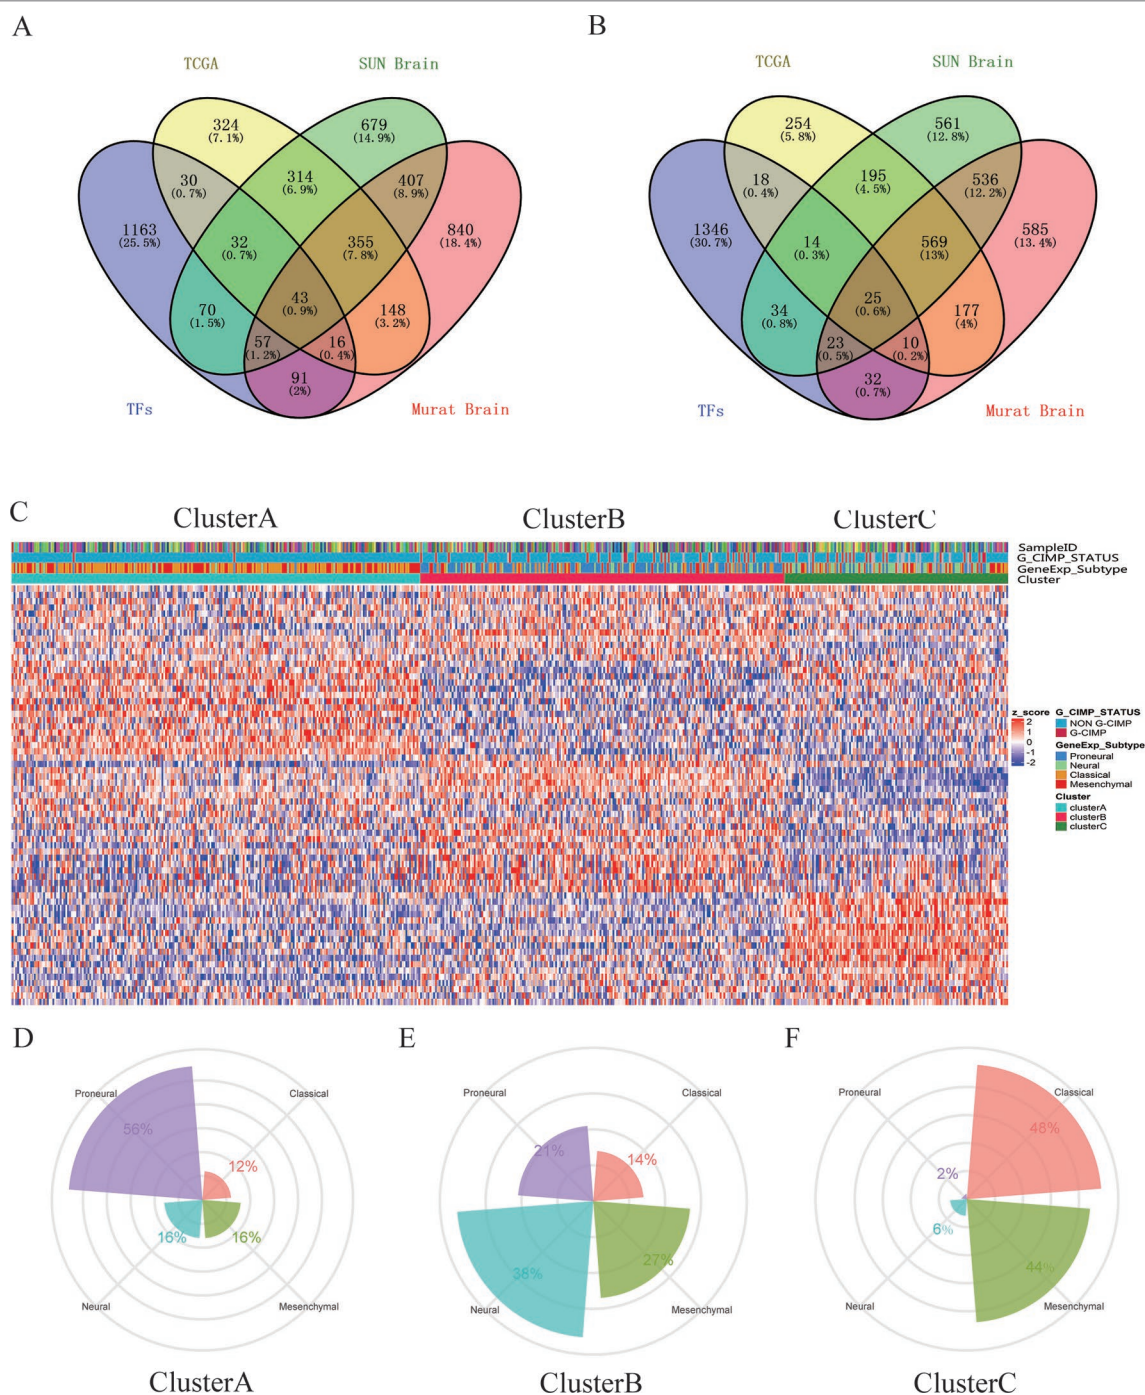 A
B
TCGA
SUN Brain
TCGA
SUN Brain
324
(7.1%)
679
(14.9%)
30
(0.7%)
314
(6.9%)
407
(8.9%)
1163
(25.5%)
32
(0.7%)
355
(7.8%)
840
(18.4%)
43
(0.9%)
70
(1.5%)
148
(3.2%)
57
(1.2%)
16
(0.4%)
91
(2%)
TFs
Murat Brain
254
(5.8%)
561
(12.8%)
18
(0.4%)
195
(4.5%)
536
(12.2%)
1346
(30.7%)
14
(0.3%)
569
(13%)
585
(13.4%)
25
(0.6%)
34
(0.8%)
177
(4%)
23
(0.5%)
10
(0.2%)
32
(0.7%)
TFs
Murat Brain
C
ClusterA
ClusterB
ClusterC
SampleID
G_CIMP_STATUS
GeneExp_Subtype
Cluster
z_score
2
1
0
-1
-2
G_CIMP_STATUS
NON G-CIMP
G-CIMP
GeneExp_Subtype
Proneural
Neural
Classical
Mesenchymal
Cluster
clusterA
clusterB
clusterC
D
E
F
Proneural
Classical
56%
12%
16%
16%
Neural
Mesenchymal
ClusterA
Proneural
Classical
21%
14%
38%
27%
Neural
Mesenchymal
ClusterB
Proneural
Classical
48%
2%
6%
44%
Neural
Mesenchymal
ClusterC